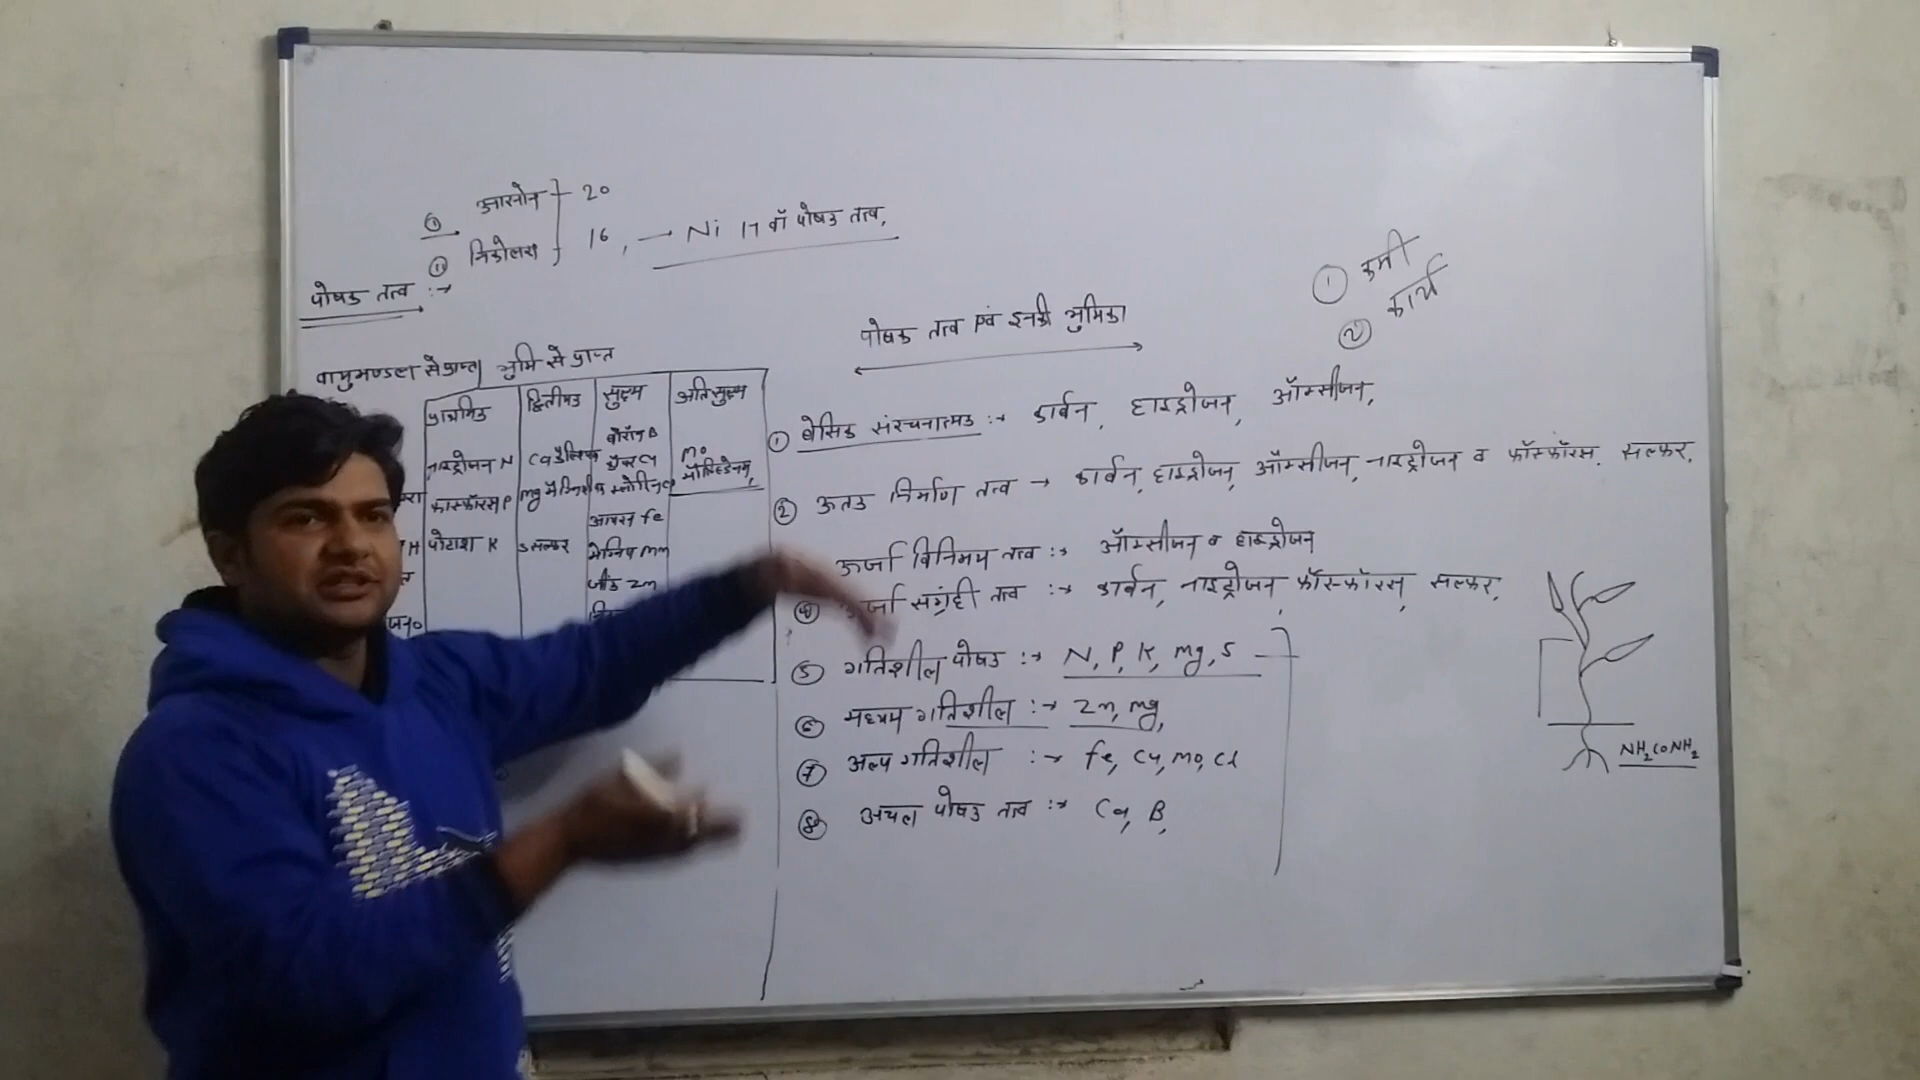 ① आरनोन } 20
② निकोलस } 16, → Ni 17 वाँ पोषक तत्व,
पोषक तत्व :→
वायुमण्डल से प्राप्त भूमि से प्राप्त
प्राथमिक द्वितीयक सूक्ष्म अतिसूक्ष्म
नाइट्रोजन N
फास्फोरस P
पोटाश K
Ca
Mg
S सल्फर
बोरॉन B
Cu
क्लोरीन Cl
आयरन fe
mn
जिंक Zn
Mo
मोलिब्डेनम,
H
① कमी
② कार्य
पोषक तत्व एवं इनकी भुमिका
① बेसिक संरचनात्मक :→ कार्बन, हाइड्रोजन, ऑक्सीजन,
② ऊतक निर्माण तत्व → कार्बन, हाइड्रोजन, ऑक्सीजन, नाइट्रोजन व फॉस्फॉरस, सल्फर,
ऊर्जा विनिमय तत्व :→ ऑक्सीजन व हाइड्रोजन
④ ऊर्जा संग्रही तत्व :→ कार्बन, नाइट्रोजन, फॉस्फॉरस, सल्फर,
⑤ गतिशील पोषक :→ N, P, K, Mg, S
⑥ मध्यम गतिशील :→ Zn, Mg,
⑦ अल्प गतिशील :→ fe, Cu, Mo, Cl
⑧ अचल पोषक तत्व :→ Ca, B,
NH₂CONH₂